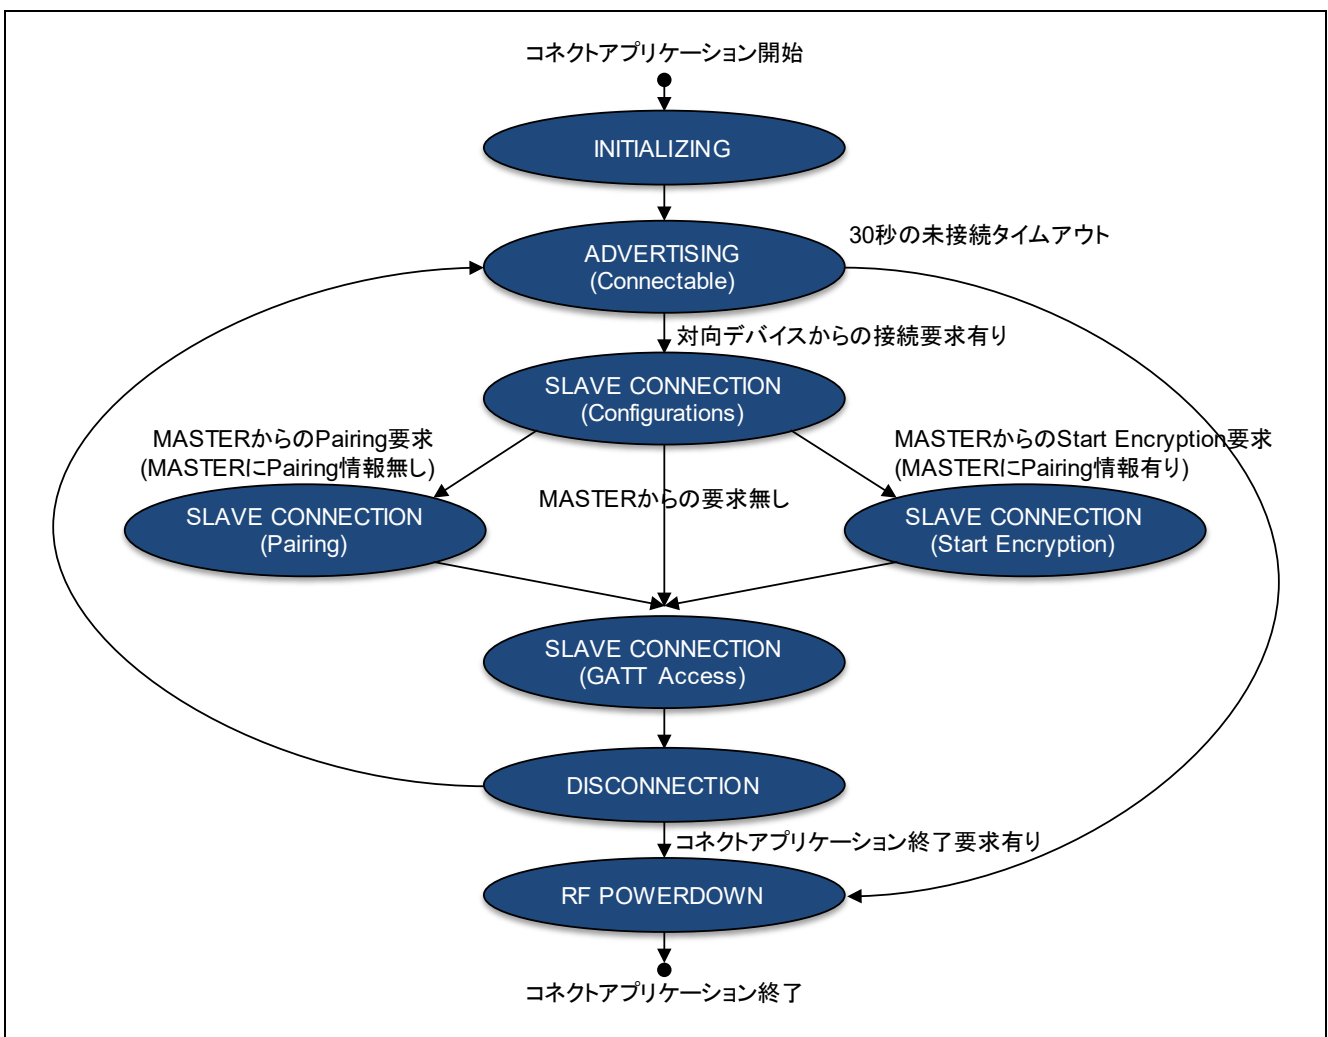 コネクトアプリケーション開始
INITIALIZING
ADVERTISING
(Connectable)
30秒の未接続タイムアウト
対向デバイスからの接続要求有り
SLAVE CONNECTION
(Configurations)
MASTERからのPairing要求
(MASTERにPairing情報無し)
MASTERからのStart Encryption要求
(MASTERにPairing情報有り)
MASTERからの要求無し
SLAVE CONNECTION
(Pairing)
SLAVE CONNECTION
(Start Encryption)
SLAVE CONNECTION
(GATT Access)
DISCONNECTION
コネクトアプリケーション終了要求有り
RF POWERDOWN
コネクトアプリケーション終了